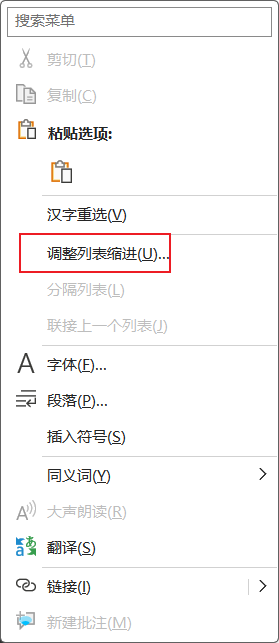 搜索菜单
剪切(T)
复制(C)
粘贴选项:
汉字重选(V)
调整列表缩进(U)...
分隔列表(L)
联接上一个列表(J)
A 字体(F)...
段落(P)...
插入符号(S)
同义词(Y)
A 大声朗读(R)
aあ 翻译(S)
链接(I)
新建批注(M)